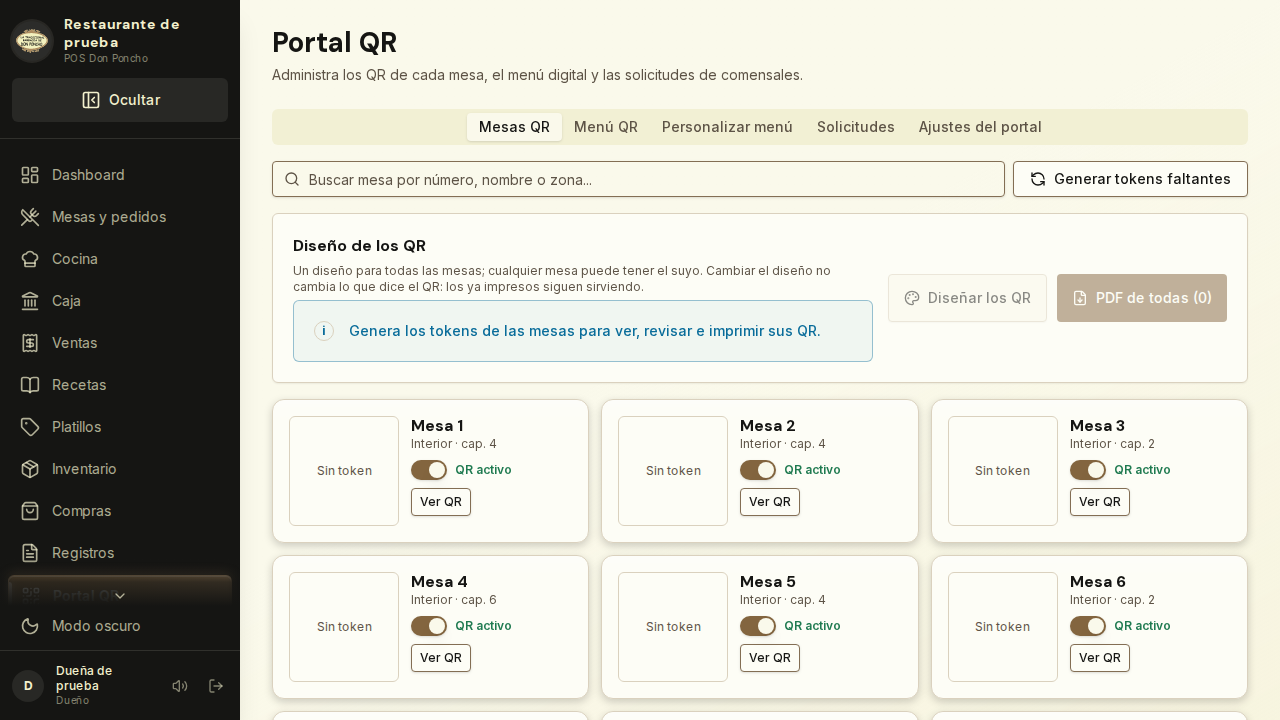 Restaurante de
prueba
POS Don Poncho
Ocultar
Dashboard
Mesas y pedidos
Cocina
Caja
Ventas
Recetas
Platillos
Inventario
Compras
Registros
Portal QR
Modo oscuro
D
Dueña de
prueba
Dueño
Portal QR
Administra los QR de cada mesa, el menú digital y las solicitudes de comensales.
Mesas QR
Menú QR
Personalizar menú
Solicitudes
Ajustes del portal
Buscar mesa por número, nombre o zona...
Generar tokens faltantes
Diseño de los QR
Un diseño para todas las mesas; cualquier mesa puede tener el suyo. Cambiar el diseño no
cambia lo que dice el QR: los ya impresos siguen sirviendo.
i
Genera los tokens de las mesas para ver, revisar e imprimir sus QR.
Diseñar los QR
PDF de todas (0)
Sin token
Mesa 1
Interior · cap. 4
QR activo
Ver QR
Sin token
Mesa 2
Interior · cap. 4
QR activo
Ver QR
Sin token
Mesa 3
Interior · cap. 2
QR activo
Ver QR
Sin token
Mesa 4
Interior · cap. 6
QR activo
Ver QR
Sin token
Mesa 5
Interior · cap. 4
QR activo
Ver QR
Sin token
Mesa 6
Interior · cap. 2
QR activo
Ver QR